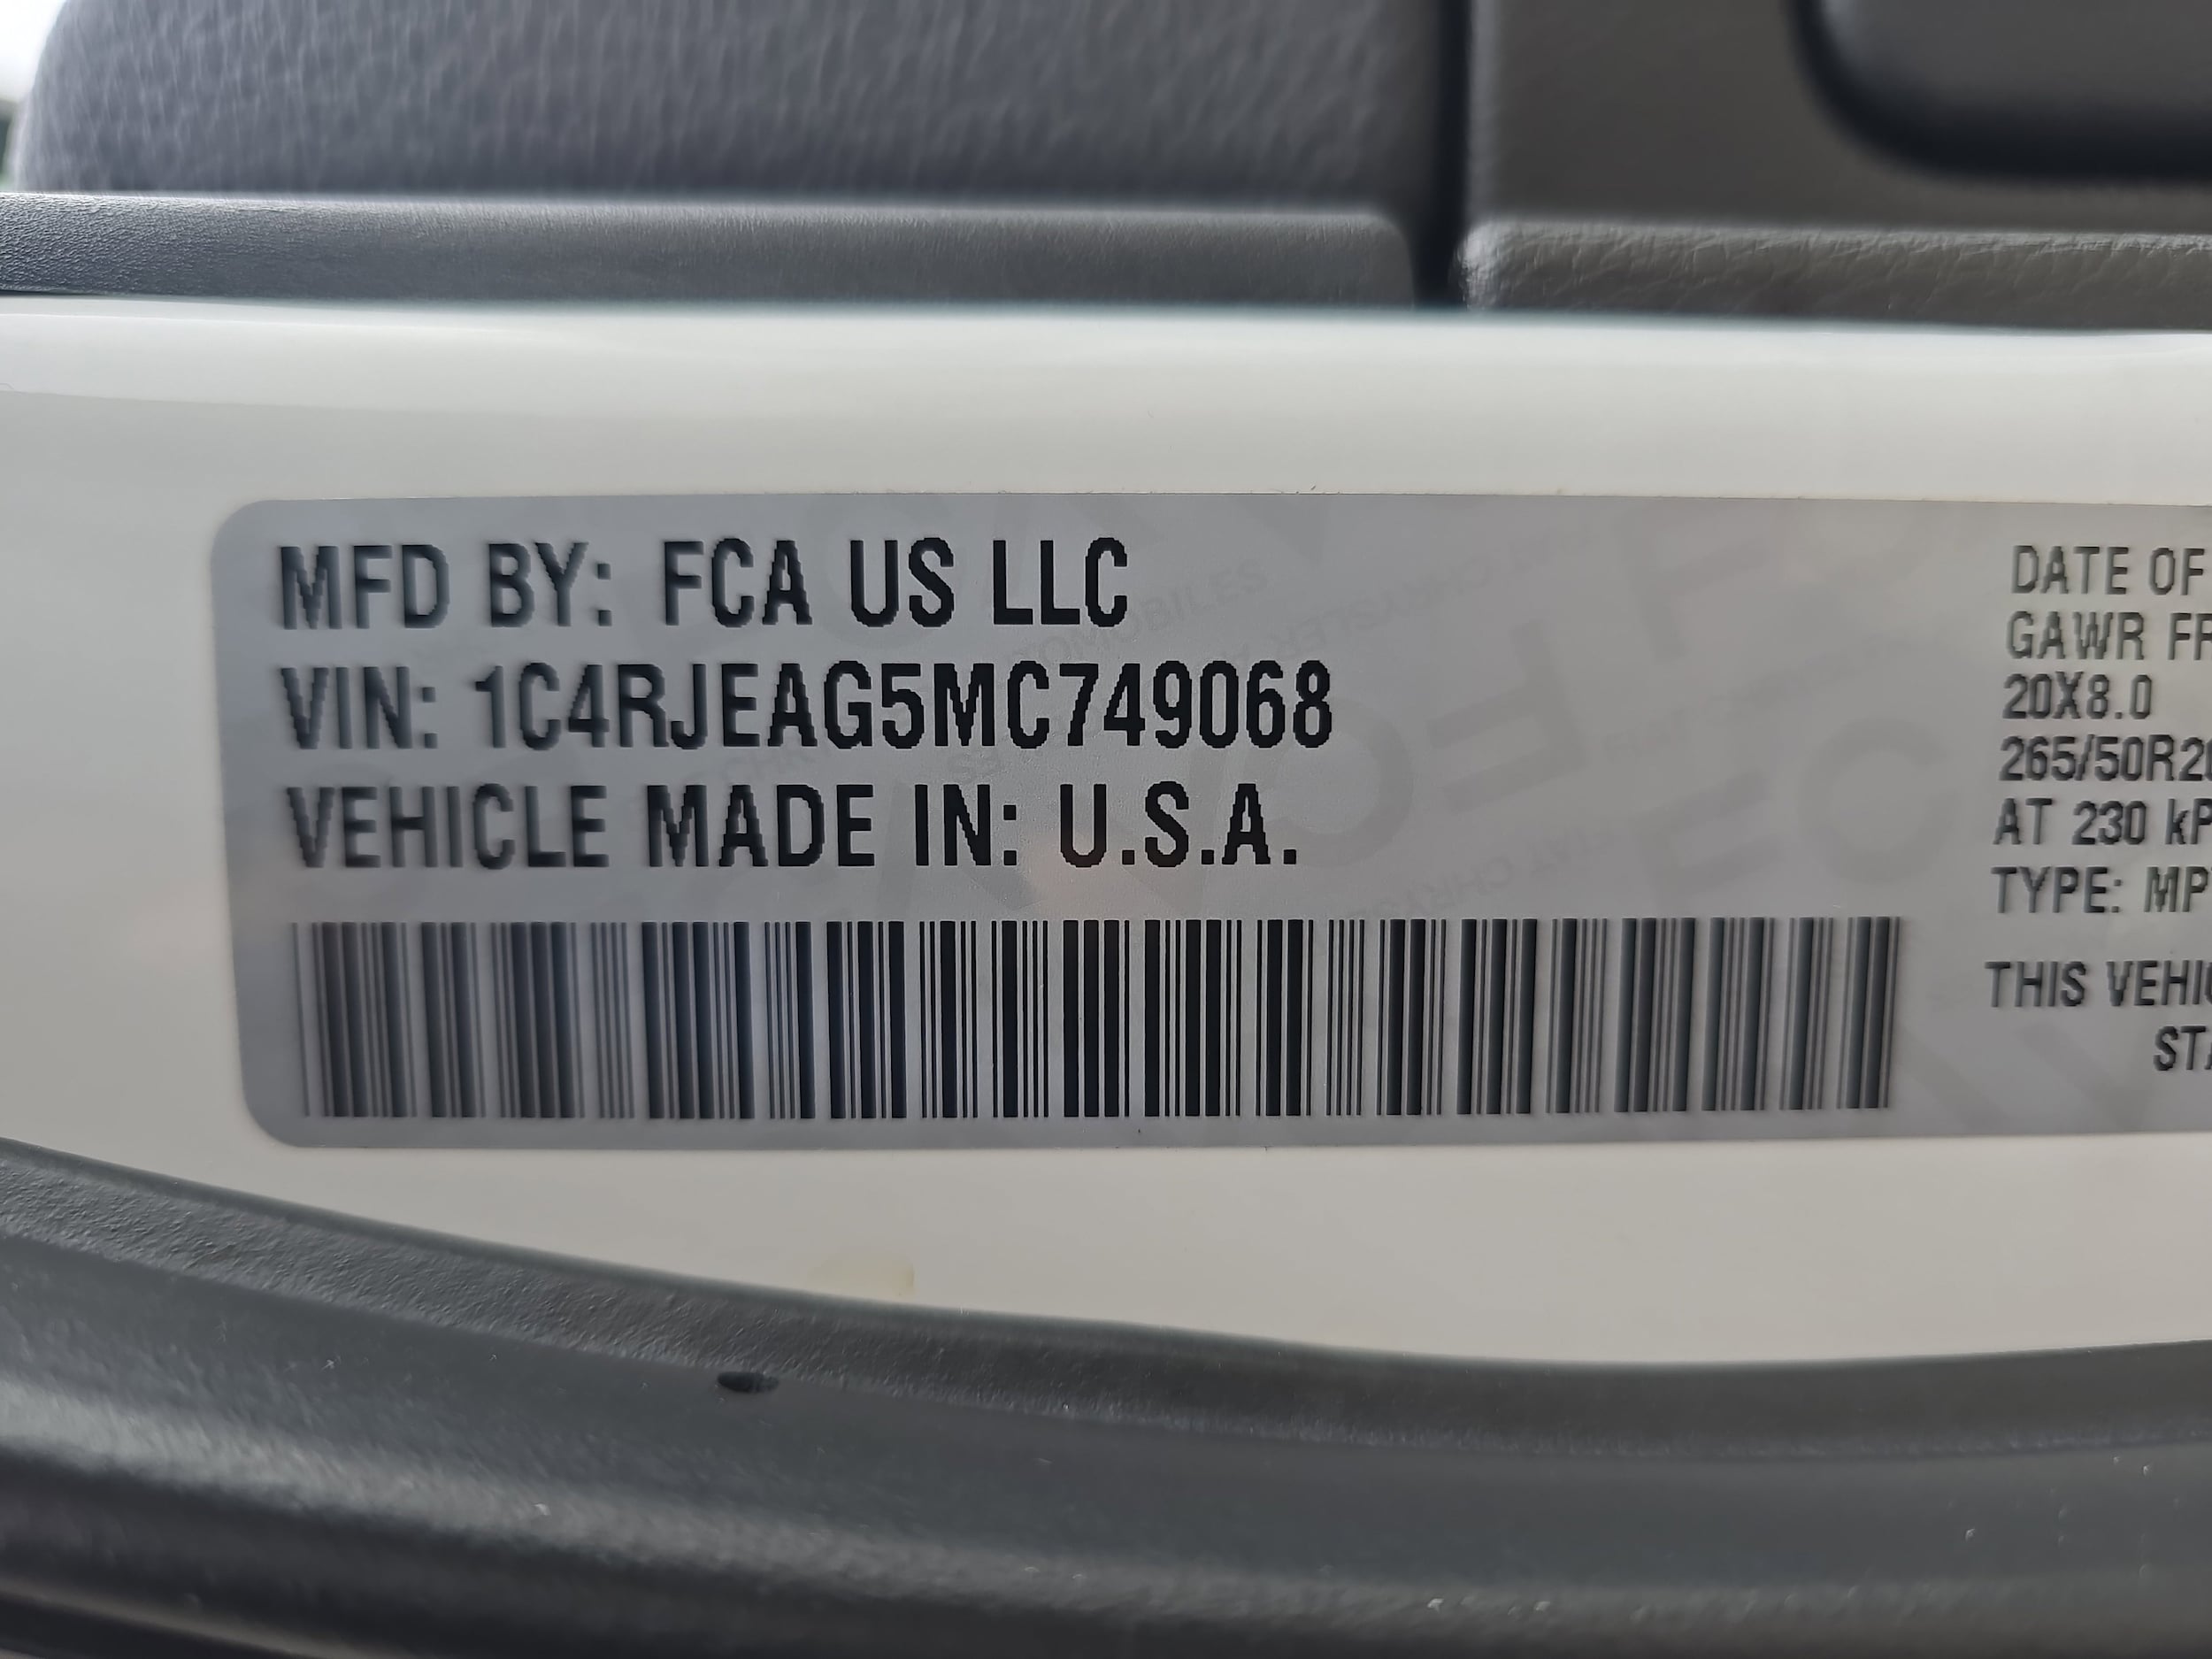 MFD BY: FCA US LLC
VIN: 1C4RJEAG5MC749068
VEHICLE MADE IN: U.S.A.
DATE OF
GAWR FR
20X8.0
265/50R20
AT 230 kP
TYPE: MP
THIS VEHIC
STA